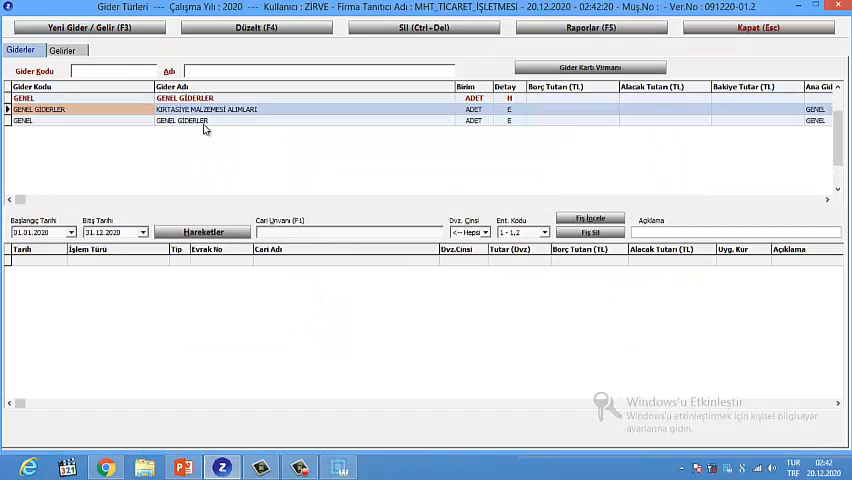 Gider Türleri - Çalışma Yılı : 2020 - Kullanıcı : ZİRVE - Firma Tanıtıcı Adı : MHT_TİCARET_İŞLETMESİ - 20.12.2020 - 02:42:20 - Müş.No : - Ver.No : 091220-01.2
Yeni Gider / Gelir (F3) Düzelt (F4) Sil (Ctrl+Del) Raporlar (F5) Kapat (Esc)
Giderler Gelirler
Gider Kodu Adı Gider Kartı Virmanı
Gider Kodu Gider Adı Birim Detay Borç Tutarı (TL) Alacak Tutarı (TL) Bakiye Tutar (TL) Ana Gid
GENEL GENEL GİDERLER ADET H
GENEL GİDERLER KIRTASİYE MALZEMESİ ALIMLARI ADET E GENEL
GENEL GENEL GİDERLER ADET E GENEL
Başlangıç Tarihi Bitiş Tarihi Cari Unvanı (F1) Dvz. Cinsi Ent. Kodu Fiş İncele Açıklama
01.01.2020 31.12.2020 Hareketler <-- Hepsi 1 - 1,2 Fiş Sil
Tarih İşlem Türü Tip Evrak No Cari Adı Dvz.Cinsi Tutar (Dvz) Borç Tutarı (TL) Alacak Tutarı (TL) Uyg. Kur Açıklama
Windows'u Etkinleştir
Windows'u etkinleştirmek için kişisel bilgisayar
ayarlarına gidin.
321
TUR 02:42
TRF 20.12.2020